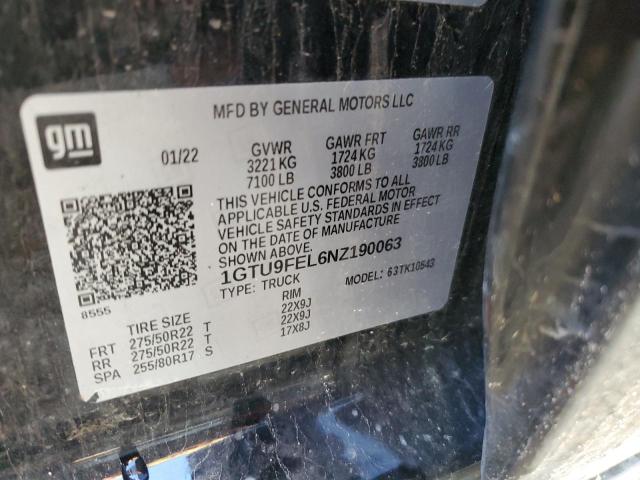 gm
MFD BY GENERAL MOTORS LLC
01/22 GVWR GAWR FRT GAWR RR
3221 KG 1724 KG 1724 KG
7100 LB 3800 LB 3800 LB
THIS VEHICLE CONFORMS TO ALL
APPLICABLE U.S. FEDERAL MOTOR
VEHICLE SAFETY STANDARDS IN EFFECT
ON THE DATE OF MANUFACTURE
SHOWN ABOVE.
1GTU9FEL6NZ190063
TYPE: TRUCK MODEL: 63TK10543
8555
TIRE SIZE RIM
FRT 275/50R22 T 22X9J
RR 275/50R22 T 22X9J
SPA 255/80R17 S 17X8J